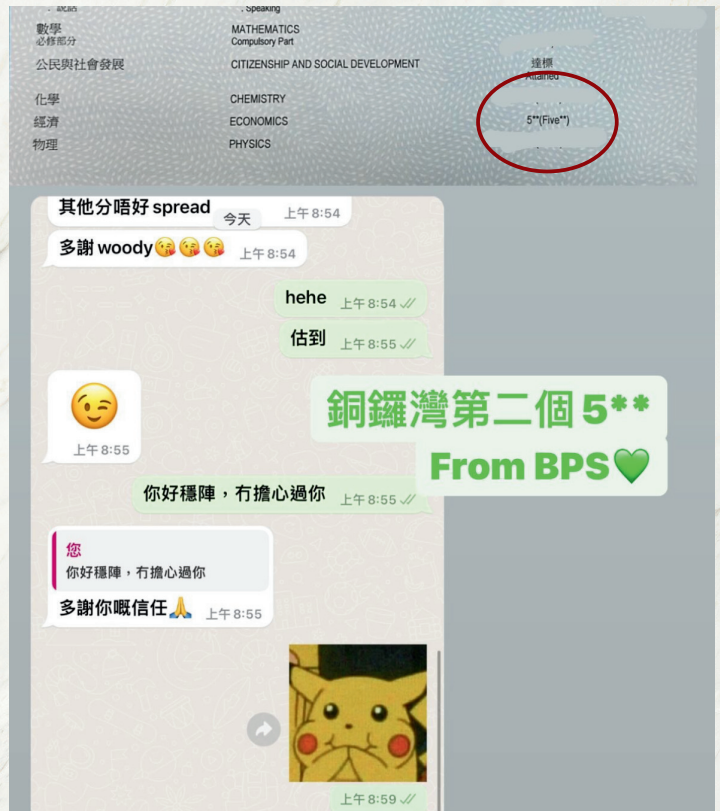 . 說話 . Speaking
數學 MATHEMATICS
必修部分 Compulsory Part
公民與社會發展 CITIZENSHIP AND SOCIAL DEVELOPMENT 達標
Attained
化學 CHEMISTRY
經濟 ECONOMICS 5**(Five**)
物理 PHYSICS
其他分唔好 spread 上午 8:54
今天
多謝 woody😘😘😘 上午 8:54
hehe 上午 8:54
估到 上午 8:55
😉
上午 8:55
銅鑼灣第二個 5**
From BPS💚
你好穩陣，冇擔心過你 上午 8:55
您
你好穩陣，冇擔心過你
多謝你嘅信任🙏 上午 8:55
上午 8:59